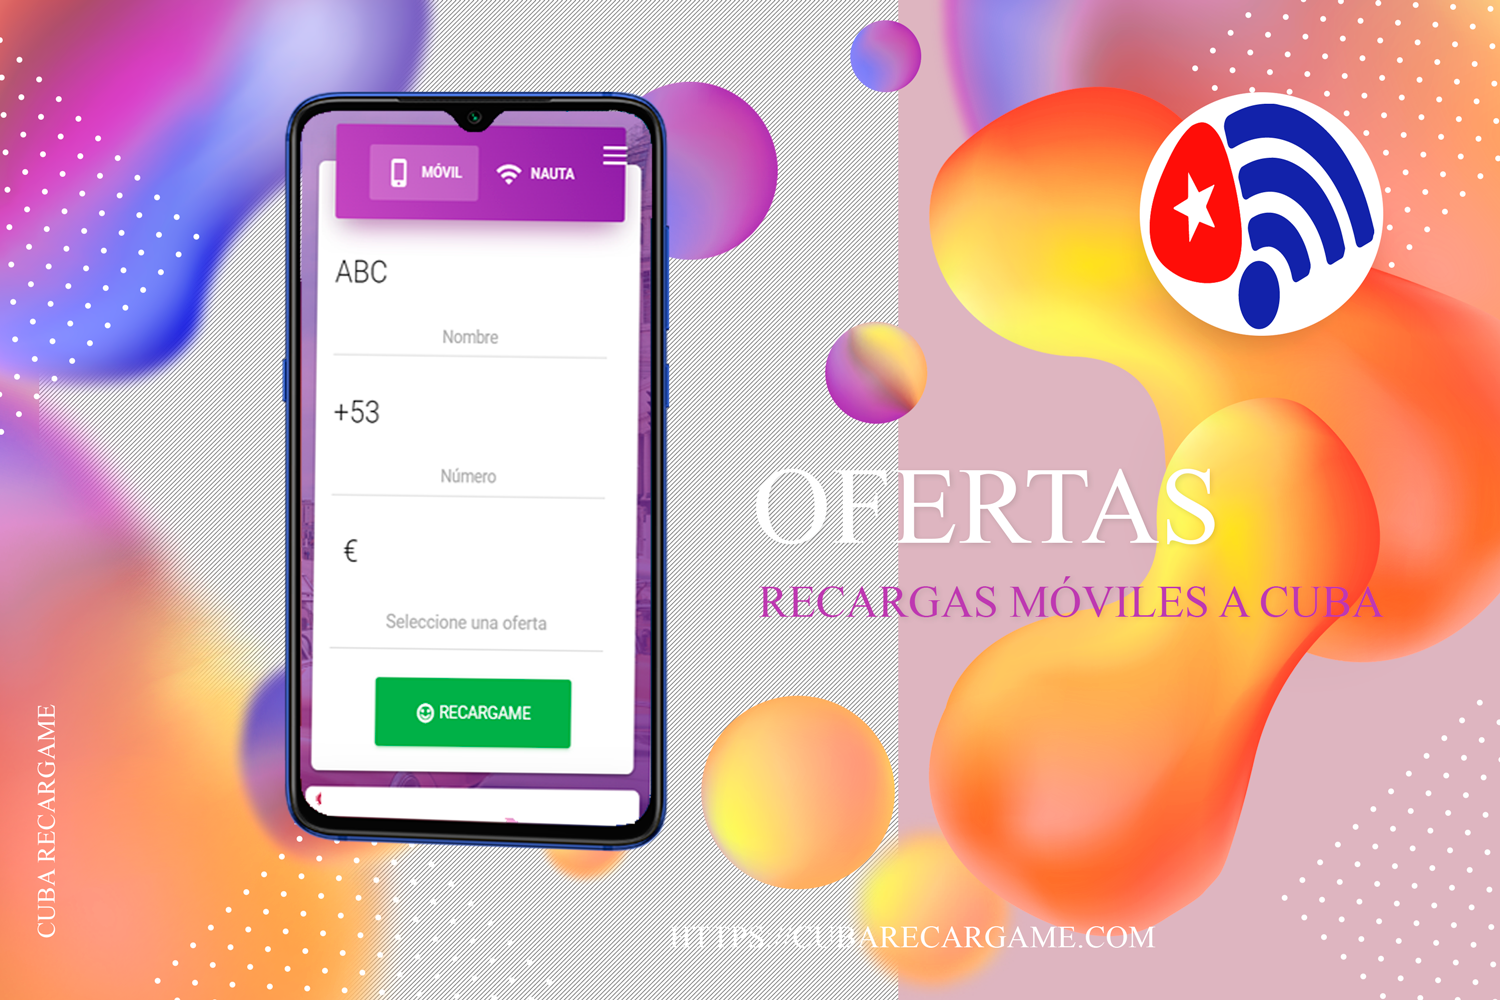 MÓVIL
NAUTA
ABC
Nombre
+53
Número
€
Seleccione una oferta
RECARGAME
OFERTAS
RECARGAS MÓVILES A CUBA
CUBA RECARGAME
HTTPS://CUBARECARGAME.COM